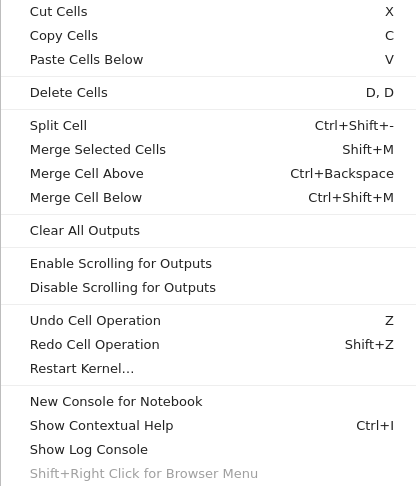 Cut Cells X
Copy Cells C
Paste Cells Below V
Delete Cells D, D
Split Cell Ctrl+Shift+-
Merge Selected Cells Shift+M
Merge Cell Above Ctrl+Backspace
Merge Cell Below Ctrl+Shift+M
Clear All Outputs
Enable Scrolling for Outputs
Disable Scrolling for Outputs
Undo Cell Operation Z
Redo Cell Operation Shift+Z
Restart Kernel…
New Console for Notebook
Show Contextual Help Ctrl+I
Show Log Console
Shift+Right Click for Browser Menu